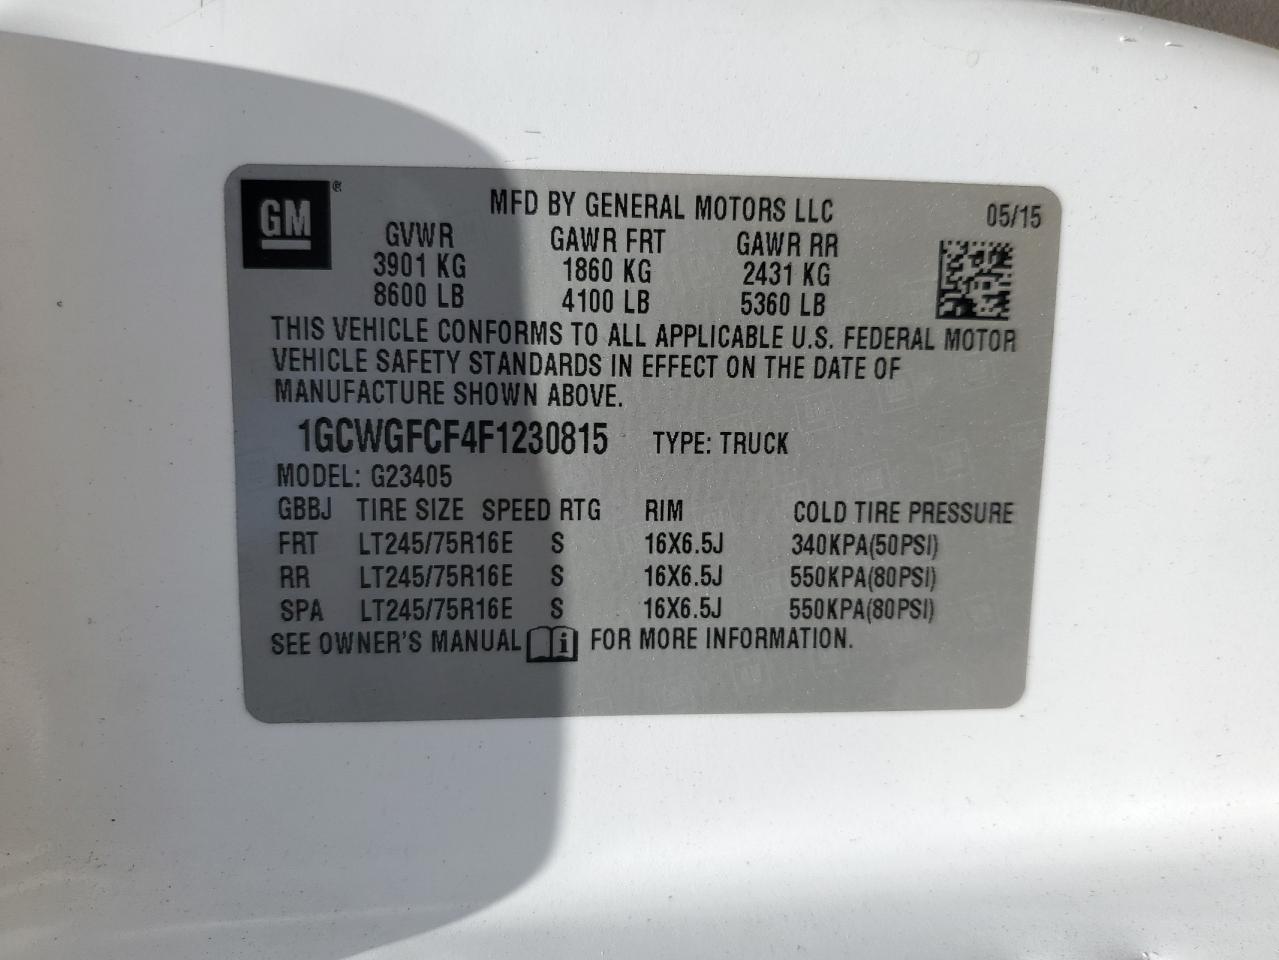 GM ®
MFD BY GENERAL MOTORS LLC 05/15
GVWR GAWR FRT GAWR RR
3901 KG 1860 KG 2431 KG
8600 LB 4100 LB 5360 LB
THIS VEHICLE CONFORMS TO ALL APPLICABLE U.S. FEDERAL MOTOR
VEHICLE SAFETY STANDARDS IN EFFECT ON THE DATE OF
MANUFACTURE SHOWN ABOVE.
1GCWGFCF4F1230815 TYPE: TRUCK
MODEL: G23405
GBBJ TIRE SIZE SPEED RTG RIM COLD TIRE PRESSURE
FRT LT245/75R16E S 16X6.5J 340KPA(50PSI)
RR LT245/75R16E S 16X6.5J 550KPA(80PSI)
SPA LT245/75R16E S 16X6.5J 550KPA(80PSI)
SEE OWNER'S MANUAL i FOR MORE INFORMATION.